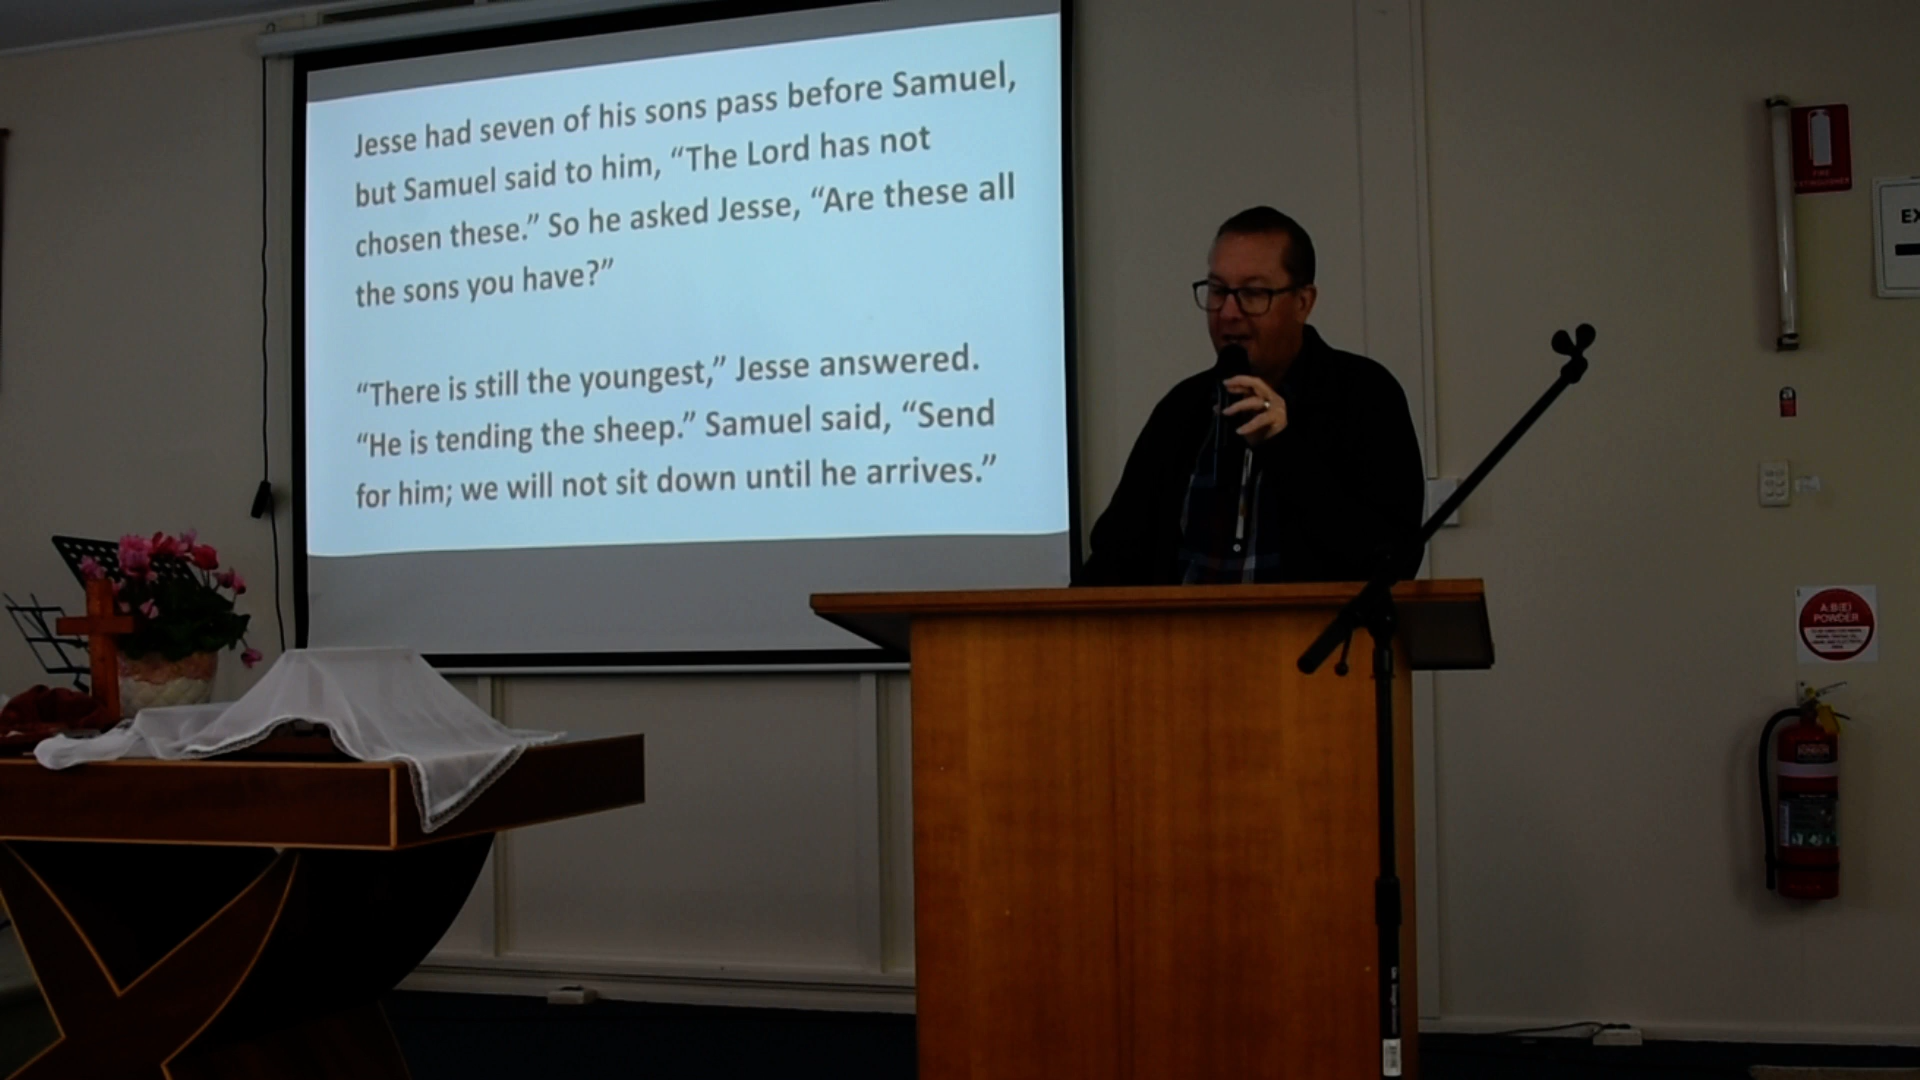 Jesse had seven of his sons pass before Samuel,
but Samuel said to him, “The Lord has not
chosen these.” So he asked Jesse, “Are these all
the sons you have?”
“There is still the youngest,” Jesse answered.
“He is tending the sheep.” Samuel said, “Send
for him; we will not sit down until he arrives.”
FIRE
EXTINGUISHER
EX
A:B(E)
POWDER